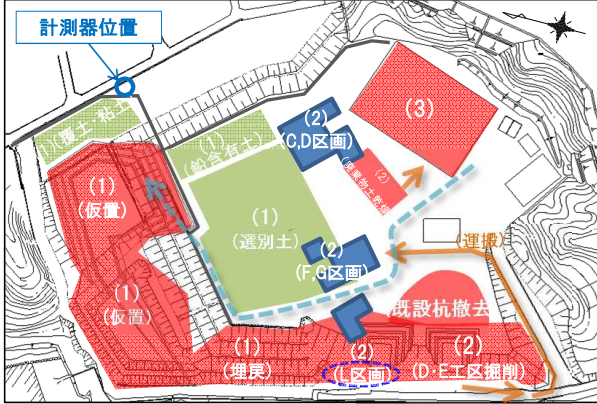 計測器位置
(1)(覆土・粘土)
(1)
(鉛含有土)
(2)
(C,D区画)
(3)
(2)
(1)
(仮置)
(1)
(選別土)
(2)
(F,G区画)
(運搬)
(1)
(仮置)
既設杭撤去
(1)
(埋戻)
(2)
(L区画)
(2)
(D・E工区掘削)